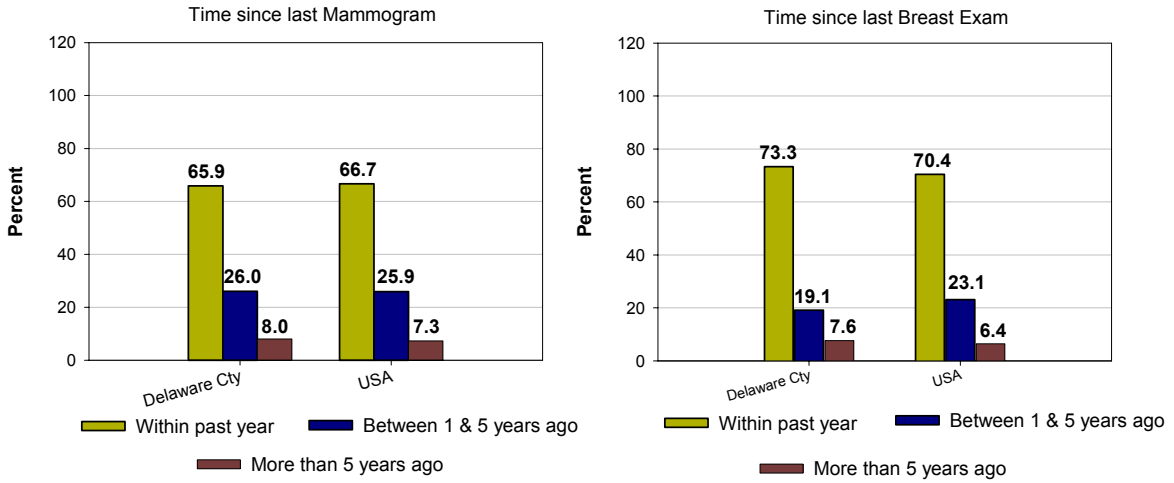 Time since last Mammogram
120
100
80
60
40
20
0
Percent
65.9
26.0
8.0
66.7
25.9
7.3
Delaware Cty
USA
Within past year
Between 1 & 5 years ago
More than 5 years ago
Time since last Breast Exam
120
100
80
60
40
20
0
Percent
73.3
19.1
7.6
70.4
23.1
6.4
Delaware Cty
USA
Within past year
Between 1 & 5 years ago
More than 5 years ago